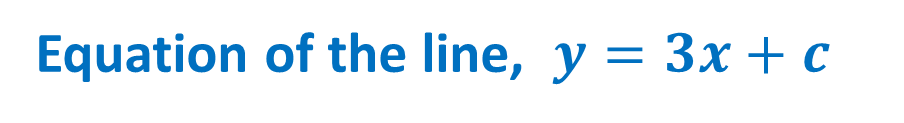 Equation of the line, y = 3x + c